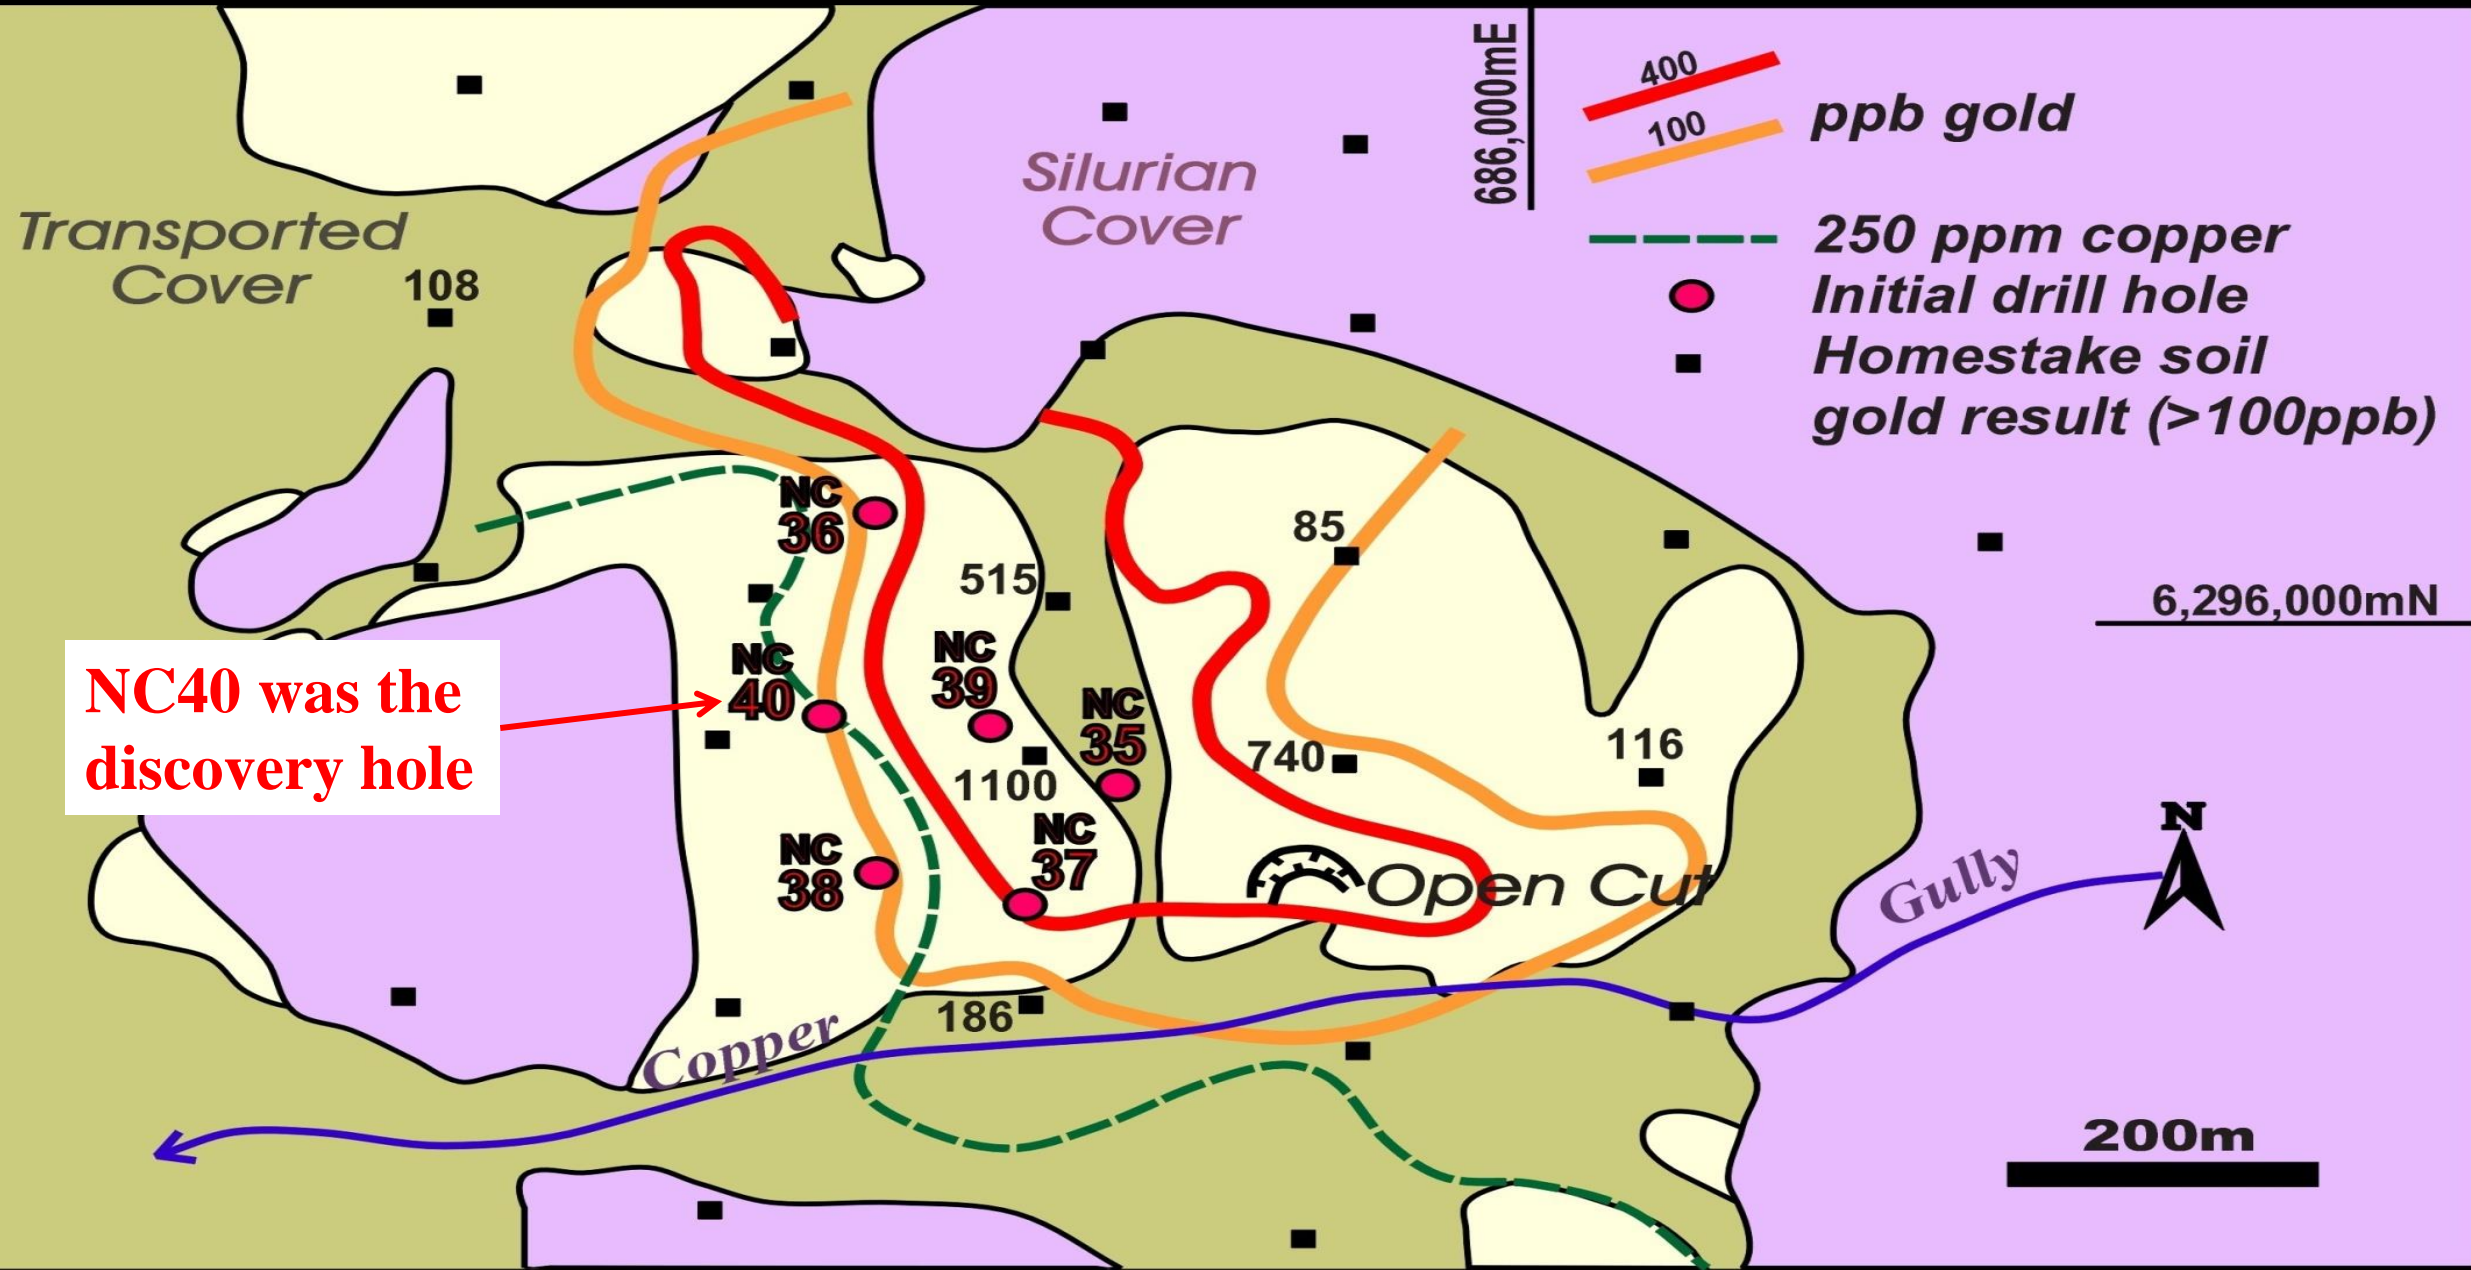 686,000mE
400
100
ppb gold
250 ppm copper
Initial drill hole
Homestake soil
gold result (>100ppb)
Silurian
Cover
Transported
Cover
108
NC
36
85
515
6,296,000mN
NC
40
NC
39
NC
35
NC40 was the
discovery hole
740
116
1100
NC
37
NC
38
Open Cut
N
Gully
186
Copper
200m